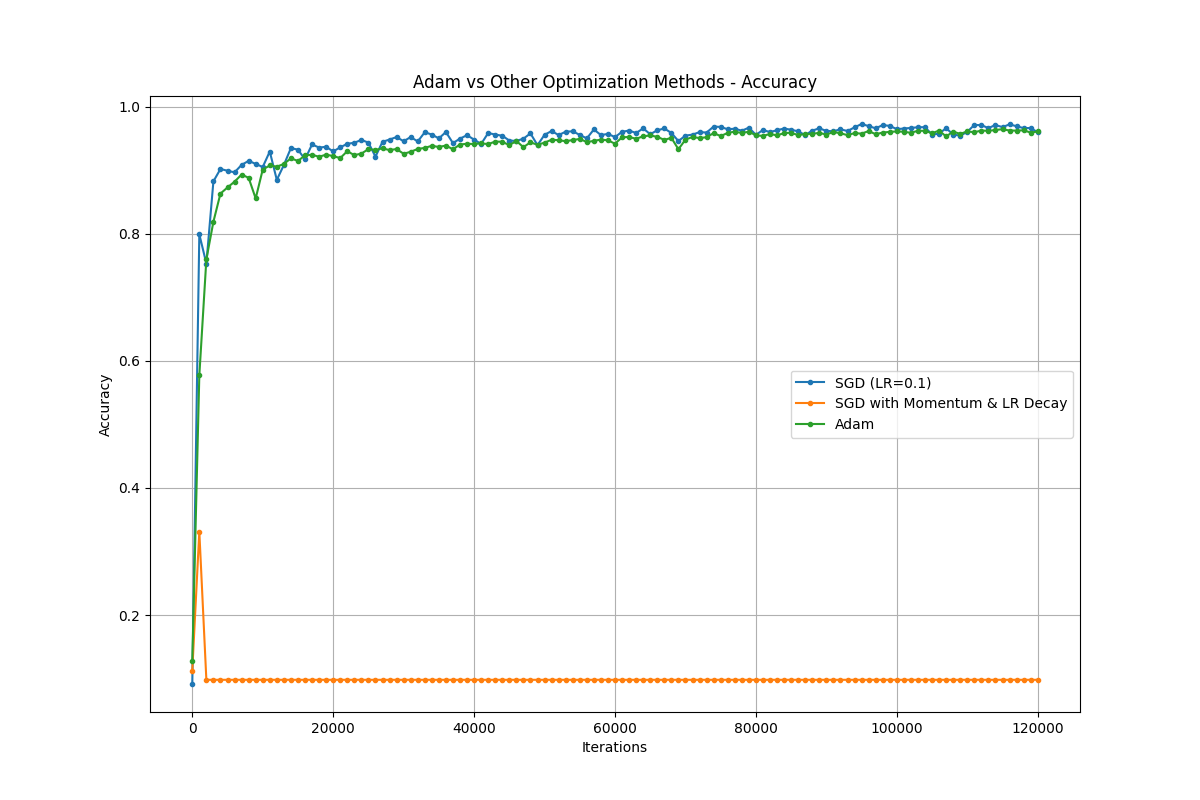 Adam vs Other Optimization Methods - Accuracy
1.0
0.8
0.6
0.4
0.2
Accuracy
SGD (LR=0.1)
SGD with Momentum & LR Decay
Adam
0 20000 40000 60000 80000 100000 120000
Iterations